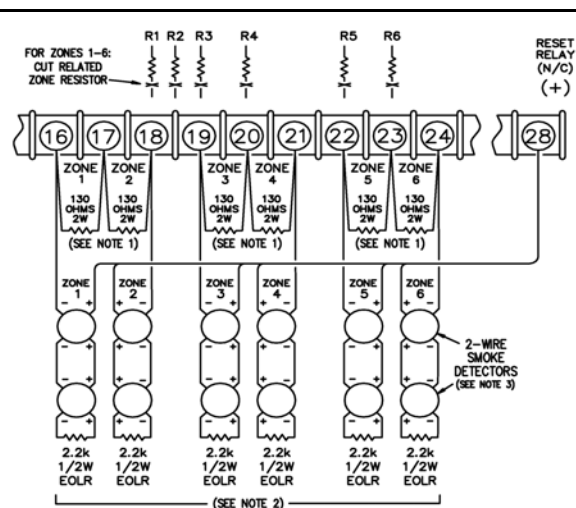 R1 R2 R3 R4 R5 R6
FOR ZONES 1-6:
CUT RELATED
ZONE RESISTOR
RESET
RELAY
(N/C)
(+)
16 17 18 19 20 21 22 23 24 28
ZONE ZONE ZONE ZONE ZONE ZONE
1 2 3 4 5 6
130 130 130 130 130 130
OHMS OHMS OHMS OHMS OHMS OHMS
2W 2W 2W 2W 2W 2W
(SEE NOTE 1) (SEE NOTE 1) (SEE NOTE 1)
ZONE ZONE ZONE ZONE ZONE ZONE
1 2 3 4 5 6
- + + - - + + - - + + -
- + + - - + + - - + + -
2-WIRE
SMOKE
DETECTORS
(SEE NOTE 3)
- + + - - + + - - + + -
- + + - - + + - - + + -
2.2k 2.2k 2.2k 2.2k 2.2k 2.2k
1/2W 1/2W 1/2W 1/2W 1/2W 1/2W
EOLR EOLR EOLR EOLR EOLR EOLR
(SEE NOTE 2)